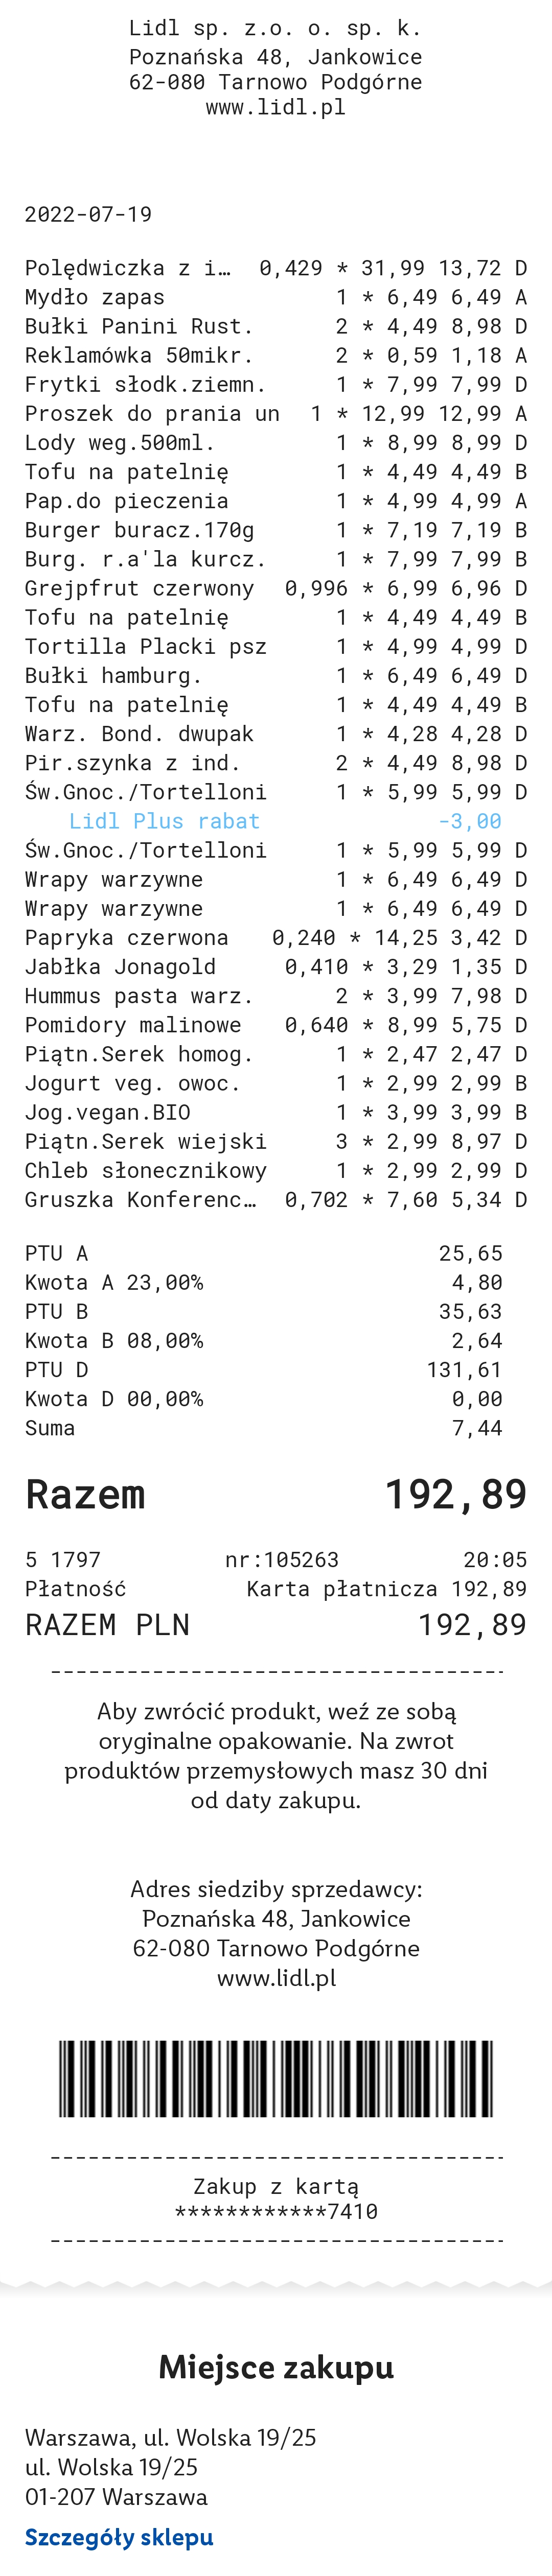 Lidl sp. z.o. o. sp. k.
Poznańska 48, Jankowice
62-080 Tarnowo Podgórne
www.lidl.pl
2022-07-19
Polędwiczka z i… 0,429 * 31,99 13,72 D
Mydło zapas 1 * 6,49 6,49 A
Bułki Panini Rust. 2 * 4,49 8,98 D
Reklamówka 50mikr. 2 * 0,59 1,18 A
Frytki słodk.ziemn. 1 * 7,99 7,99 D
Proszek do prania un 1 * 12,99 12,99 A
Lody weg.500ml. 1 * 8,99 8,99 D
Tofu na patelnię 1 * 4,49 4,49 B
Pap.do pieczenia 1 * 4,99 4,99 A
Burger buracz.170g 1 * 7,19 7,19 B
Burg. r.a'la kurcz. 1 * 7,99 7,99 B
Grejpfrut czerwony 0,996 * 6,99 6,96 D
Tofu na patelnię 1 * 4,49 4,49 B
Tortilla Placki psz 1 * 4,99 4,99 D
Bułki hamburg. 1 * 6,49 6,49 D
Tofu na patelnię 1 * 4,49 4,49 B
Warz. Bond. dwupak 1 * 4,28 4,28 D
Pir.szynka z ind. 2 * 4,49 8,98 D
Św.Gnoc./Tortelloni 1 * 5,99 5,99 D
Lidl Plus rabat -3,00
Św.Gnoc./Tortelloni 1 * 5,99 5,99 D
Wrapy warzywne 1 * 6,49 6,49 D
Wrapy warzywne 1 * 6,49 6,49 D
Papryka czerwona 0,240 * 14,25 3,42 D
Jabłka Jonagold 0,410 * 3,29 1,35 D
Hummus pasta warz. 2 * 3,99 7,98 D
Pomidory malinowe 0,640 * 8,99 5,75 D
Piątn.Serek homog. 1 * 2,47 2,47 D
Jogurt veg. owoc. 1 * 2,99 2,99 B
Jog.vegan.BIO 1 * 3,99 3,99 B
Piątn.Serek wiejski 3 * 2,99 8,97 D
Chleb słonecznikowy 1 * 2,99 2,99 D
Gruszka Konferenc… 0,702 * 7,60 5,34 D
PTU A 25,65
Kwota A 23,00% 4,80
PTU B 35,63
Kwota B 08,00% 2,64
PTU D 131,61
Kwota D 00,00% 0,00
Suma 7,44
Razem 192,89
5 1797 nr:105263 20:05
Płatność Karta płatnicza 192,89
RAZEM PLN 192,89
Aby zwrócić produkt, weź ze sobą
oryginalne opakowanie. Na zwrot
produktów przemysłowych masz 30 dni
od daty zakupu.
Adres siedziby sprzedawcy:
Poznańska 48, Jankowice
62-080 Tarnowo Podgórne
www.lidl.pl
Zakup z kartą
************7410
Miejsce zakupu
Warszawa, ul. Wolska 19/25
ul. Wolska 19/25
01-207 Warszawa
Szczegóły sklepu